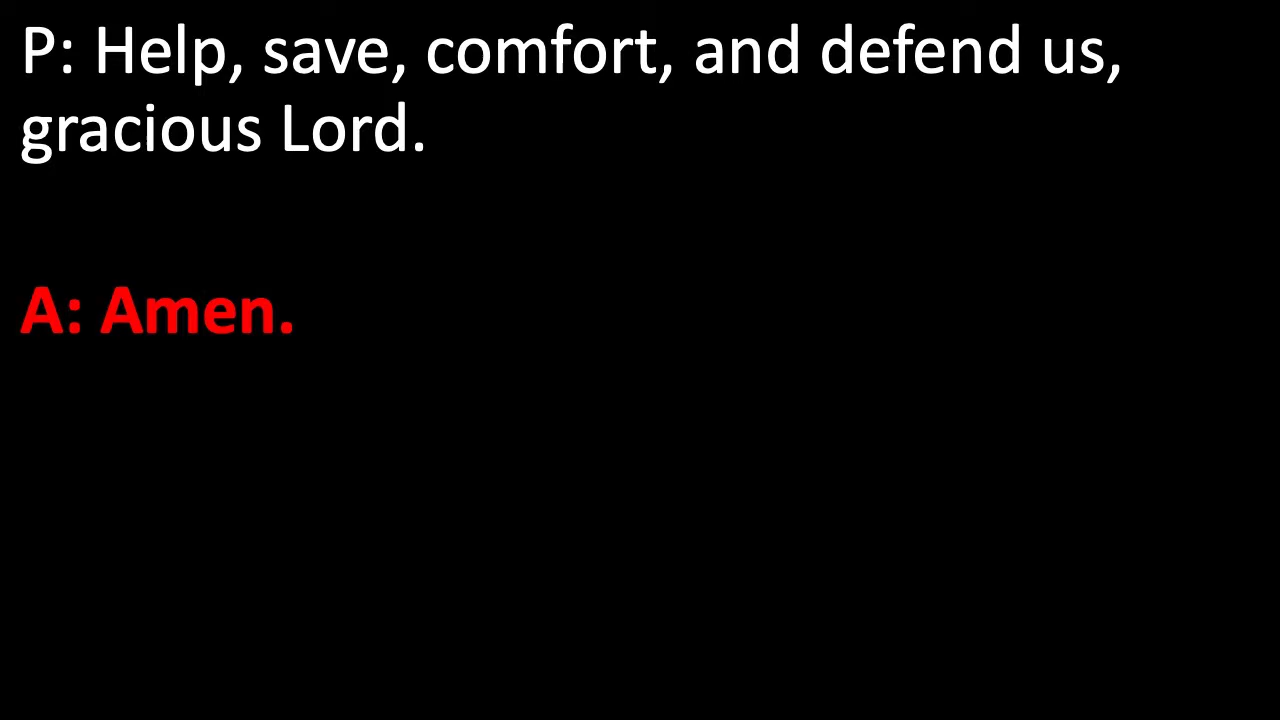 P: Help, save, comfort, and defend us,
gracious Lord.
A: Amen.